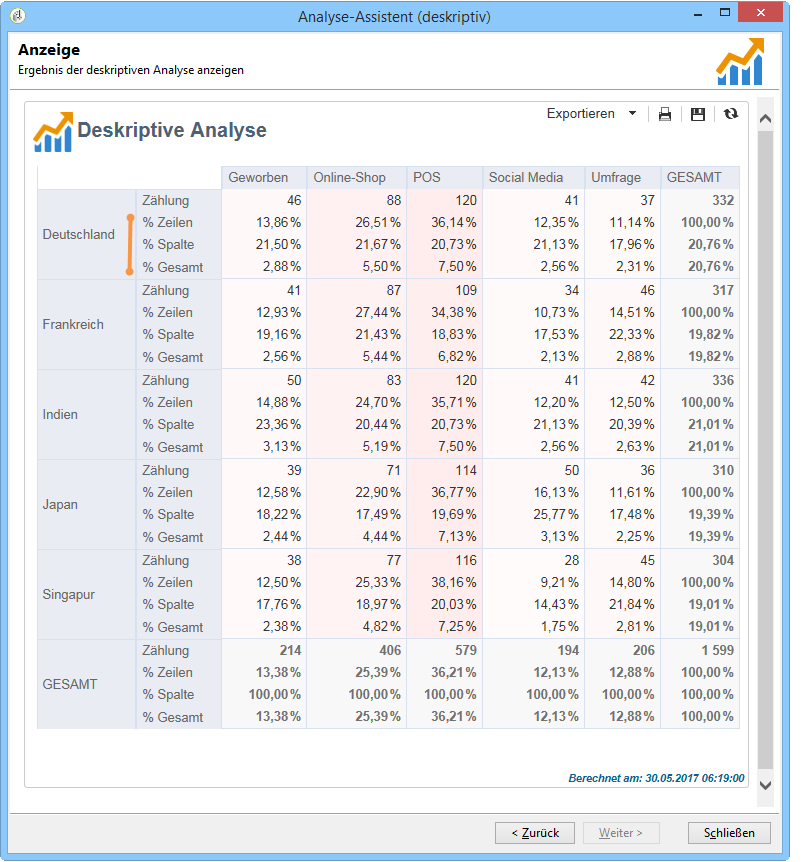 Analyse-Assistent (deskriptiv)
Anzeige
Ergebnis der deskriptiven Analyse anzeigen
Exportieren
Deskriptive Analyse
Geworben Online-Shop POS Social Media Umfrage GESAMT
Deutschland
Zählung 46 88 120 41 37 332
% Zeilen 13,86 % 26,51 % 36,14 % 12,35 % 11,14 % 100,00 %
% Spalte 21,50 % 21,67 % 20,73 % 21,13 % 17,96 % 20,76 %
% Gesamt 2,88 % 5,50 % 7,50 % 2,56 % 2,31 % 20,76 %
Frankreich
Zählung 41 87 109 34 46 317
% Zeilen 12,93 % 27,44 % 34,38 % 10,73 % 14,51 % 100,00 %
% Spalte 19,16 % 21,43 % 18,83 % 17,53 % 22,33 % 19,82 %
% Gesamt 2,56 % 5,44 % 6,82 % 2,13 % 2,88 % 19,82 %
Indien
Zählung 50 83 120 41 42 336
% Zeilen 14,88 % 24,70 % 35,71 % 12,20 % 12,50 % 100,00 %
% Spalte 23,36 % 20,44 % 20,73 % 21,13 % 20,39 % 21,01 %
% Gesamt 3,13 % 5,19 % 7,50 % 2,56 % 2,63 % 21,01 %
Japan
Zählung 39 71 114 50 36 310
% Zeilen 12,58 % 22,90 % 36,77 % 16,13 % 11,61 % 100,00 %
% Spalte 18,22 % 17,49 % 19,69 % 25,77 % 17,48 % 19,39 %
% Gesamt 2,44 % 4,44 % 7,13 % 3,13 % 2,25 % 19,39 %
Singapur
Zählung 38 77 116 28 45 304
% Zeilen 12,50 % 25,33 % 38,16 % 9,21 % 14,80 % 100,00 %
% Spalte 17,76 % 18,97 % 20,03 % 14,43 % 21,84 % 19,01 %
% Gesamt 2,38 % 4,82 % 7,25 % 1,75 % 2,81 % 19,01 %
GESAMT
Zählung 214 406 579 194 206 1 599
% Zeilen 13,38 % 25,39 % 36,21 % 12,13 % 12,88 % 100,00 %
% Spalte 100,00 % 100,00 % 100,00 % 100,00 % 100,00 % 100,00 %
% Gesamt 13,38 % 25,39 % 36,21 % 12,13 % 12,88 % 100,00 %
Berechnet am: 30.05.2017 06:19:00
< Zurück Weiter > Schließen